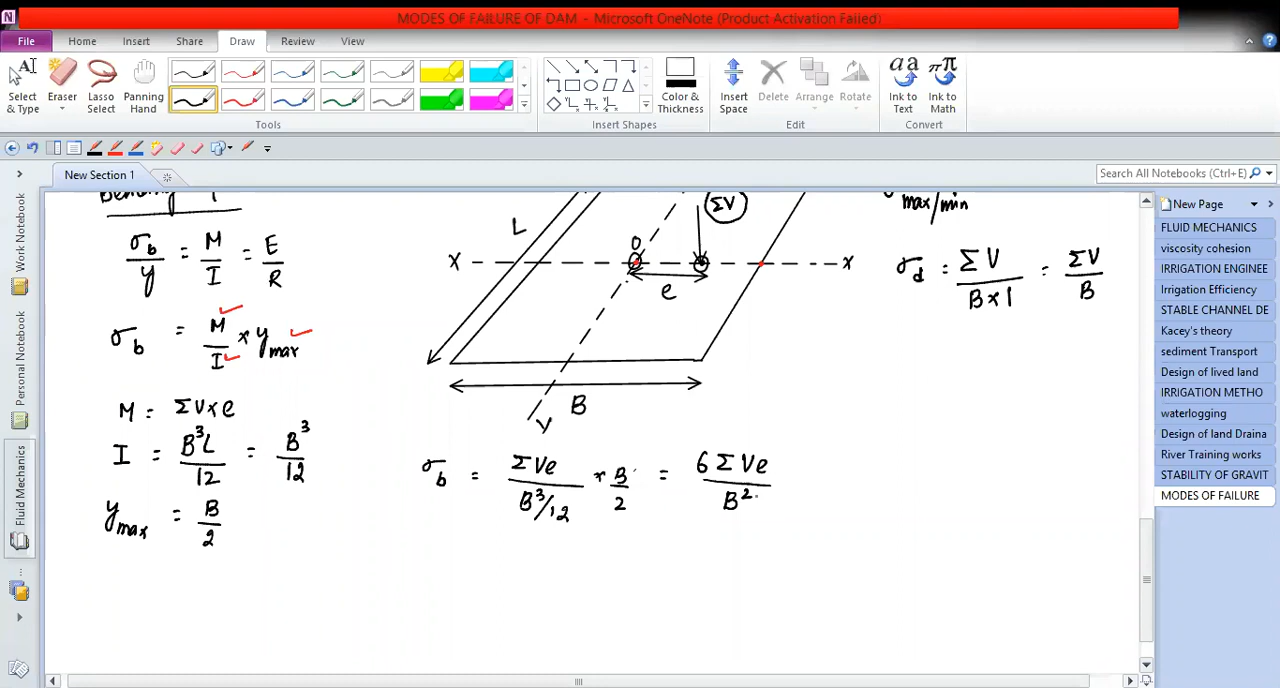 MODES OF FAILURE OF DAM - Microsoft OneNote (Product Activation Failed)
File Home Insert Share Draw Review View
Select & Type
Eraser
Lasso Select
Panning Hand
Color & Thickness
Insert Space
Delete
Arrange
Rotate
Ink to Text
Ink to Math
Tools
Insert Shapes
Edit
Convert
New Section 1
Search All Notebooks (Ctrl+E)
Work Notebook
Personal Notebook
Fluid Mechanics
New Page
FLUID MECHANICS
viscosity cohesion
IRRIGATION ENGINEE
Irrigation Efficiency
STABLE CHANNEL DE
Kacey's theory
sediment Transport
Design of lived land
IRRIGATION METHO
waterlogging
Design of land Draina
River Training works
STABILITY OF GRAVIT
MODES OF FAILURE
σb/y = M/I = E/R
σb = M/I × ymax
M = ΣV×e
I = B³L/12 = B³/12
ymax = B/2
L
ΣV
O
X
X
e
B
Y
σb = ΣVe/(B³/12) × B/2 = 6ΣVe/B²
max/min
σd = ΣV/(B×1) = ΣV/B